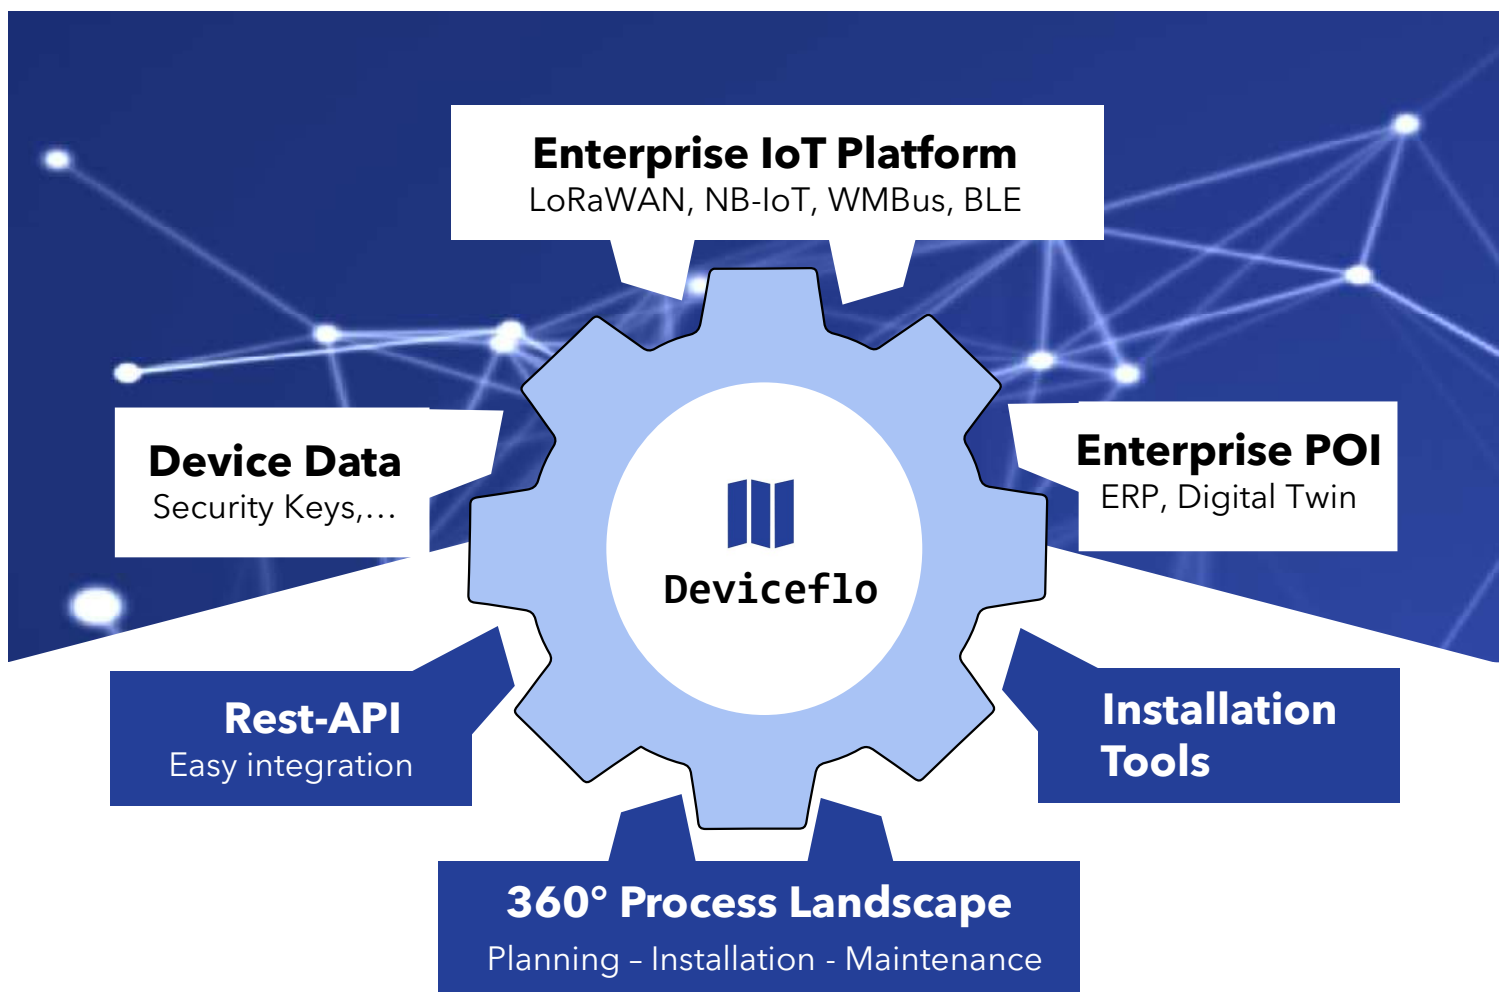 Enterprise IoT Platform
LoRaWAN, NB-IoT, WMBus, BLE
Device Data
Security Keys,...
Enterprise POI
ERP, Digital Twin
Deviceflo
Rest-API
Easy integration
Installation
Tools
360° Process Landscape
Planning – Installation - Maintenance